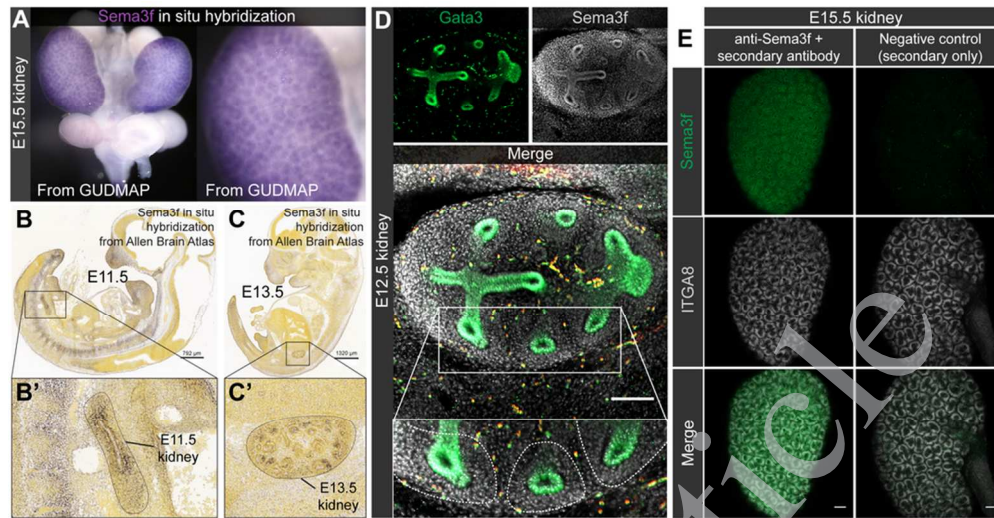 A
Sema3f in situ hybridization
E15.5 kidney
From GUDMAP
From GUDMAP
B
Sema3f in situ
hybridization
from Allen Brain Atlas
E11.5
792 µm
C
Sema3f in situ
hybridization
from Allen Brain Atlas
E13.5
1320 µm
B'
E11.5
kidney
C'
E13.5
kidney
D
Gata3
Sema3f
Merge
E12.5 kidney
E
E15.5 kidney
anti-Sema3f +
secondary antibody
Negative control
(secondary only)
Sema3f
ITGA8
Merge
ticle